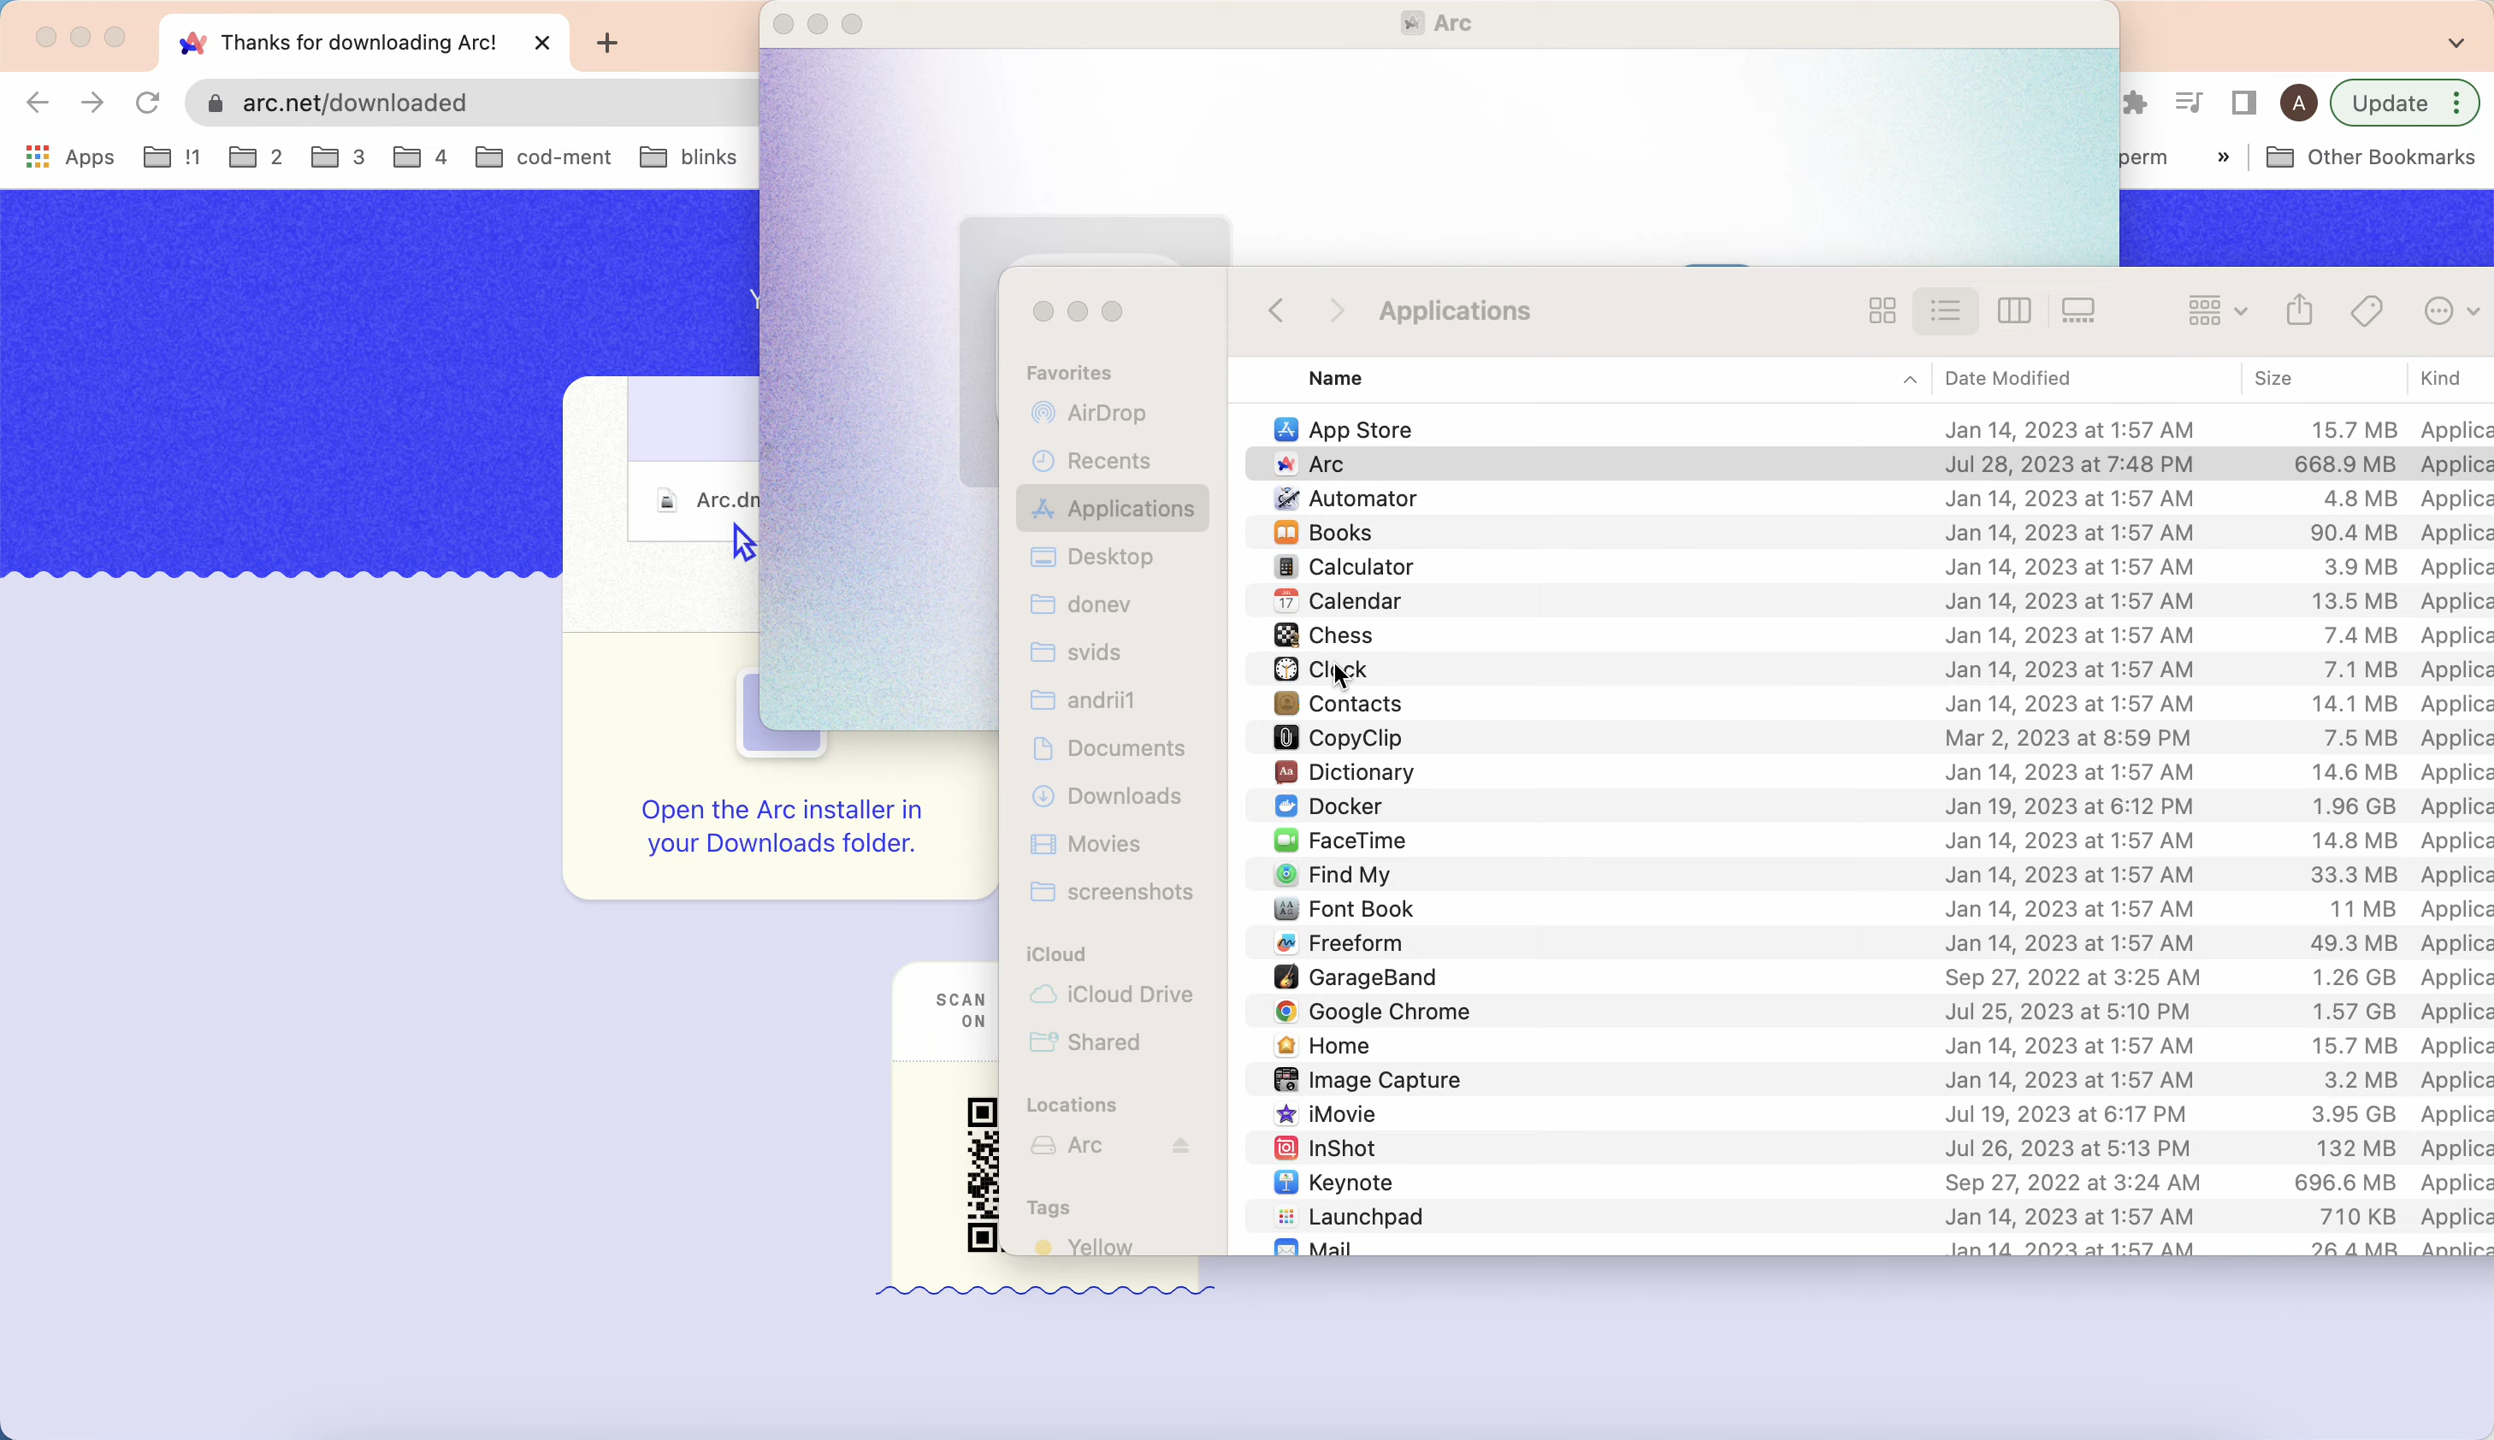 Thanks for downloading Arc!
arc.net/downloaded
Apps
!1
2
3
4
cod-ment
blinks
Arc
A
Update
perm
»
Other Bookmarks
Y
Arc.dm
Open the Arc installer in
your Downloads folder.
SCAN
ON
Favorites
AirDrop
Recents
Applications
Desktop
donev
svids
andrii1
Documents
Downloads
Movies
screenshots
iCloud
iCloud Drive
Shared
Locations
Arc
Tags
Yellow
Applications
Name Date Modified Size Kind
App Store Jan 14, 2023 at 1:57 AM 15.7 MB Applica
Arc Jul 28, 2023 at 7:48 PM 668.9 MB Applica
Automator Jan 14, 2023 at 1:57 AM 4.8 MB Applica
Books Jan 14, 2023 at 1:57 AM 90.4 MB Applica
Calculator Jan 14, 2023 at 1:57 AM 3.9 MB Applica
Calendar Jan 14, 2023 at 1:57 AM 13.5 MB Applica
Chess Jan 14, 2023 at 1:57 AM 7.4 MB Applica
Clock Jan 14, 2023 at 1:57 AM 7.1 MB Applica
Contacts Jan 14, 2023 at 1:57 AM 14.1 MB Applica
CopyClip Mar 2, 2023 at 8:59 PM 7.5 MB Applica
Dictionary Jan 14, 2023 at 1:57 AM 14.6 MB Applica
Docker Jan 19, 2023 at 6:12 PM 1.96 GB Applica
FaceTime Jan 14, 2023 at 1:57 AM 14.8 MB Applica
Find My Jan 14, 2023 at 1:57 AM 33.3 MB Applica
Font Book Jan 14, 2023 at 1:57 AM 11 MB Applica
Freeform Jan 14, 2023 at 1:57 AM 49.3 MB Applica
GarageBand Sep 27, 2022 at 3:25 AM 1.26 GB Applica
Google Chrome Jul 25, 2023 at 5:10 PM 1.57 GB Applica
Home Jan 14, 2023 at 1:57 AM 15.7 MB Applica
Image Capture Jan 14, 2023 at 1:57 AM 3.2 MB Applica
iMovie Jul 19, 2023 at 6:17 PM 3.95 GB Applica
InShot Jul 26, 2023 at 5:13 PM 132 MB Applica
Keynote Sep 27, 2022 at 3:24 AM 696.6 MB Applica
Launchpad Jan 14, 2023 at 1:57 AM 710 KB Applica
Mail Jan 14, 2023 at 1:57 AM 26.4 MB Applica